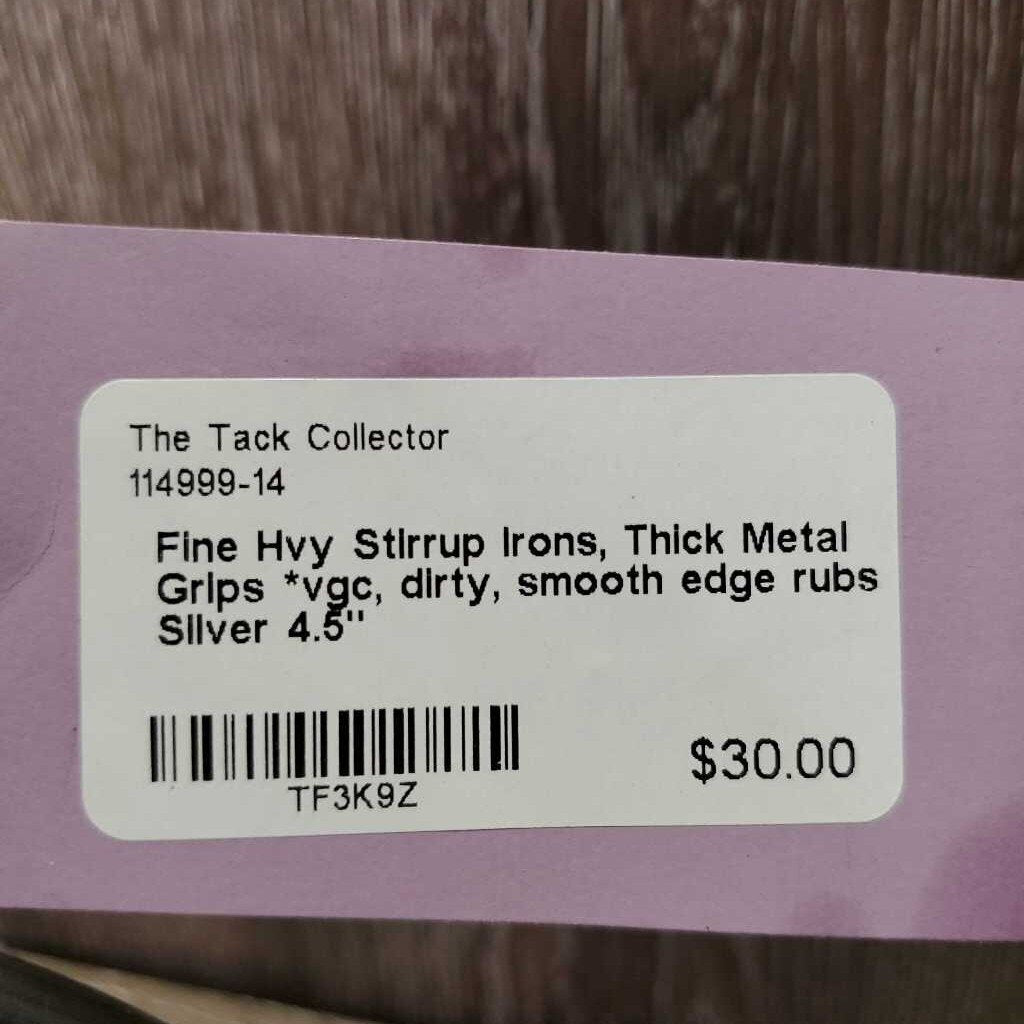 The Tack Collector
114999-14
Fine Hvy Stirrup Irons, Thick Metal
Grips *vgc, dirty, smooth edge rubs
Silver 4.5"
TF3K9Z
$30.00